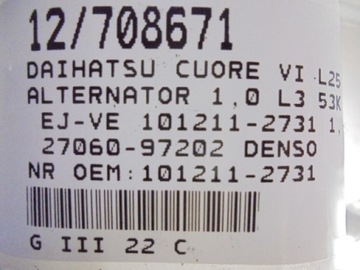 12/708671
DAIHATSU CUORE VI L25
ALTERNATOR 1,0 L3 53K
EJ-VE 101211-2731 1,
27060-97202 DENSO
NR OEM:101211-2731
G III 22 C